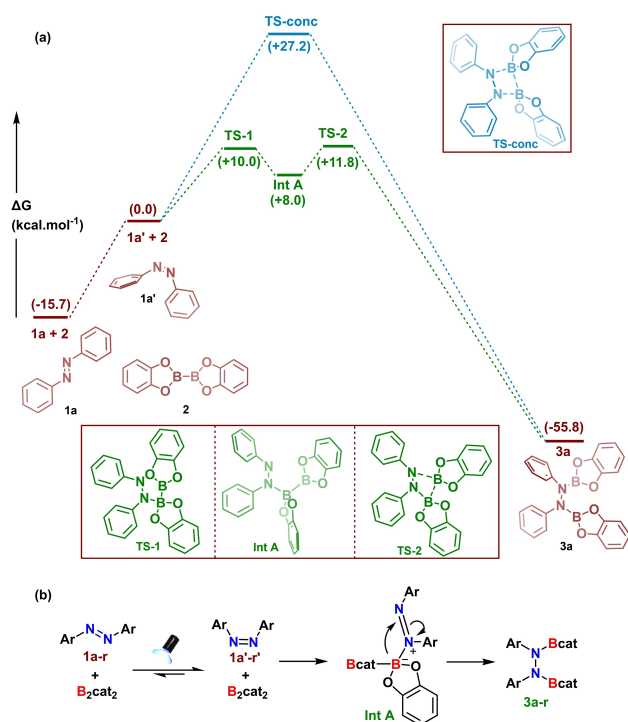 (a)
TS-conc
(+27.2)
TS-conc
TS-1
(+10.0)
TS-2
(+11.8)
Int A
(+8.0)
ΔG
(kcal.mol⁻¹)
(0.0)
1a' + 2
(-15.7)
1a + 2
1a'
1a
2
(-55.8)
3a
3a
TS-1
Int A
TS-2
(b)
Ar N=N Ar
1a-r
+
B₂cat₂
Ar N=N Ar
1a'-r'
+
B₂cat₂
Ar
N
N Ar
+
Bcat B O
O
Int A
Ar N Bcat
Ar N Bcat
3a-r